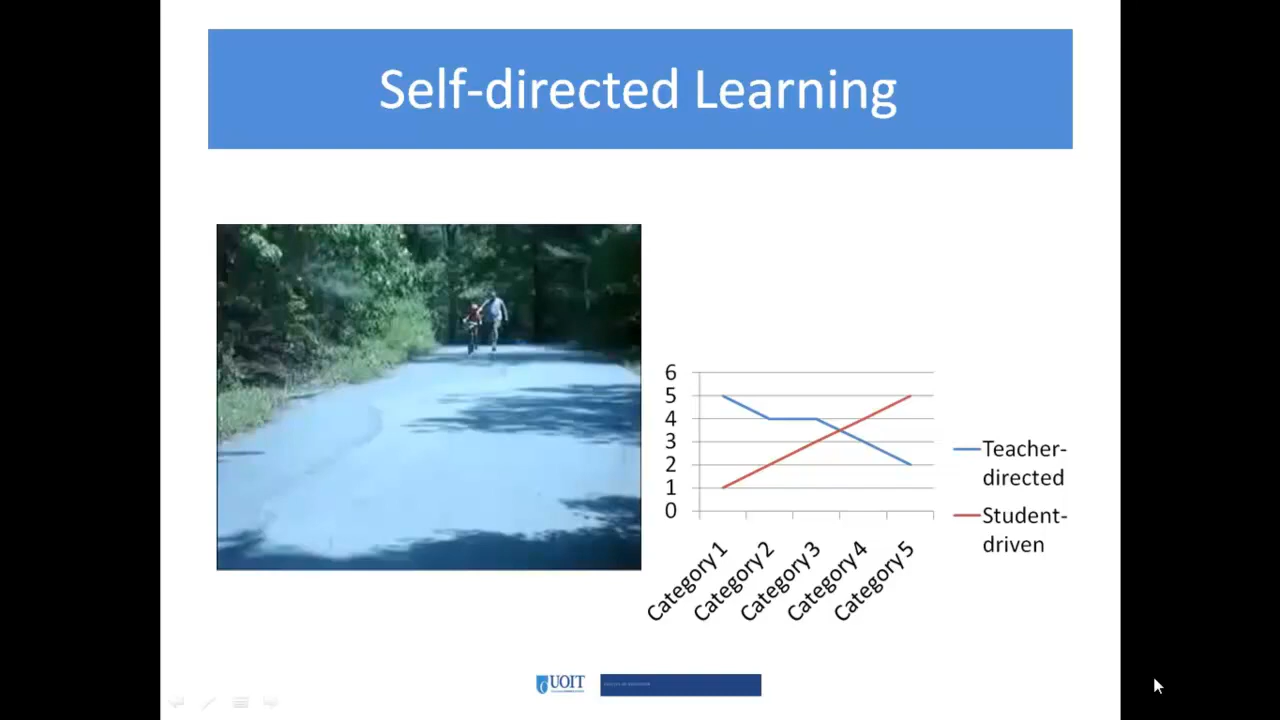 Self-directed Learning
6
5
4
3
2
1
0
Category 1
Category 2
Category 3
Category 4
Category 5
Teacher-
directed
Student-
driven
UOIT